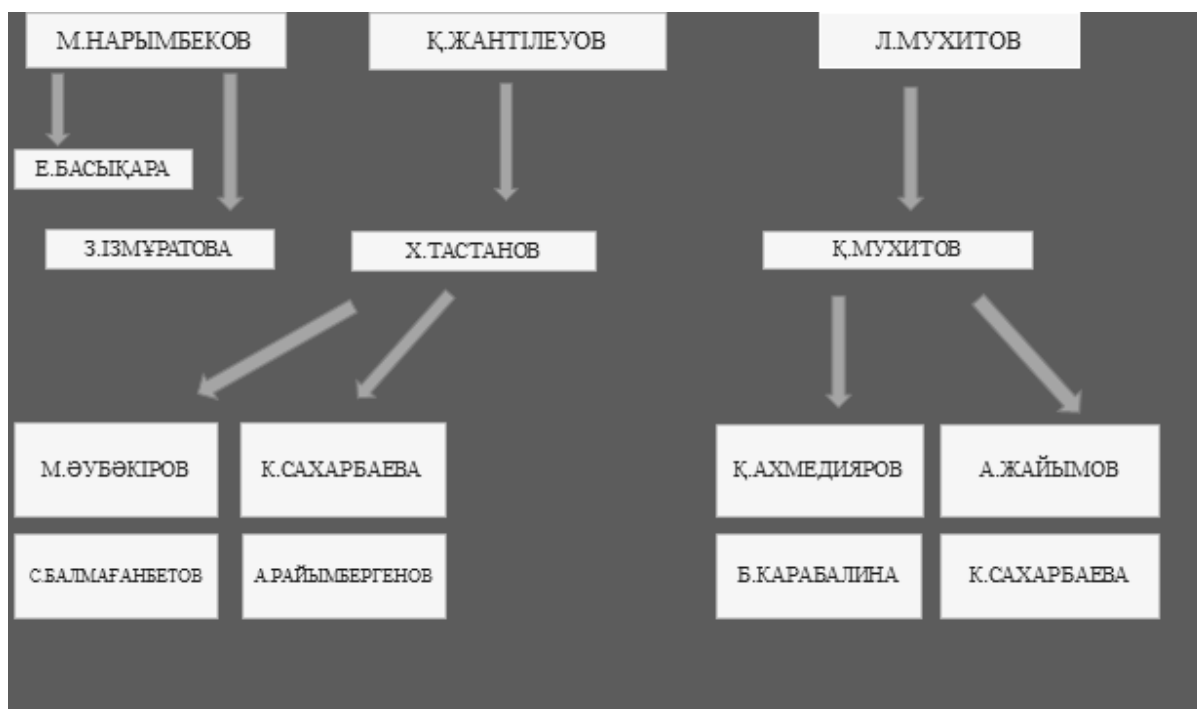 М.НАРЫМБЕКОВ
Қ.ЖАНТІЛЕУОВ
Л.МУХИТОВ
Е.БАСЫҚАРА
З.ІЗМҰРАТОВА
Х.ТАСТАНОВ
Қ.МУХИТОВ
М.ӘУБӘКІРОВ
К.САХАРБАЕВА
Қ.АХМЕДИЯРОВ
А.ЖАЙЫМОВ
С.БАЛМАҒАНБЕТОВ
А.РАЙЫМБЕРГЕНОВ
Б.КАРАБАЛИНА
К.САХАРБАЕВА